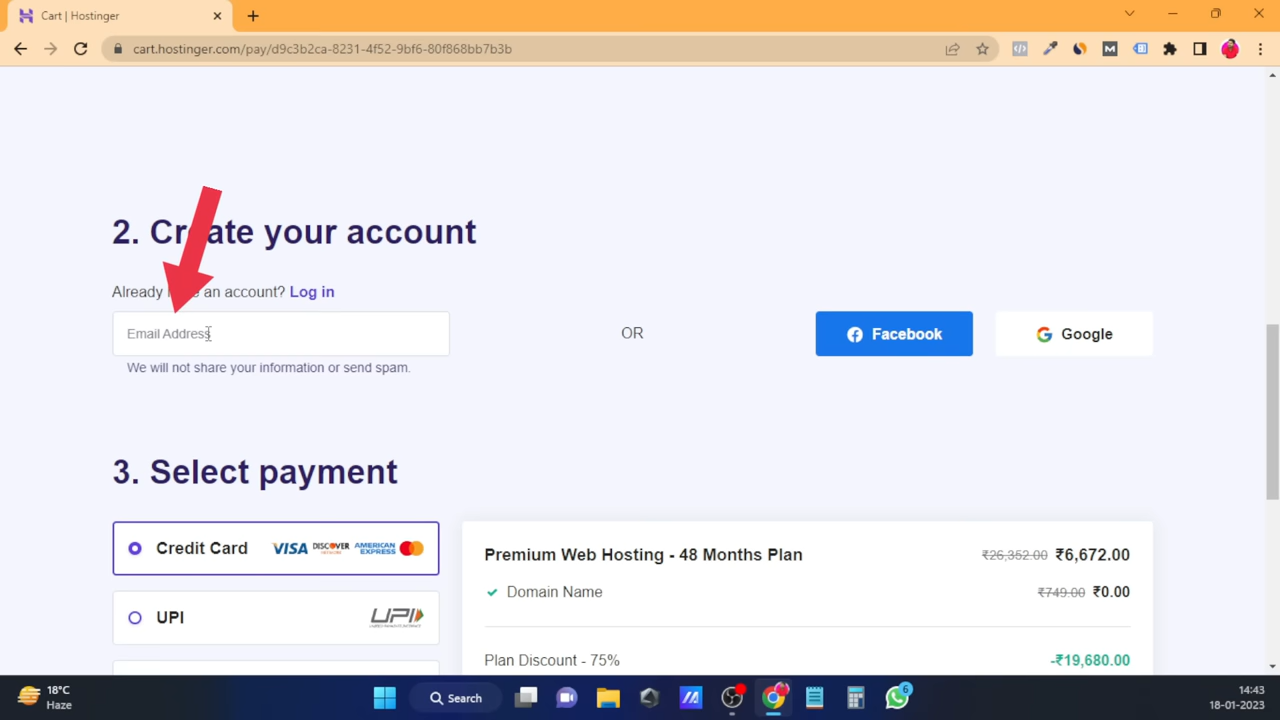 Cart | Hostinger
cart.hostinger.com/pay/d9c3b2ca-8231-4f52-9bf6-80f868bb7b3b
2. Create your account
Already have an account? Log in
Email Address
We will not share your information or send spam.
OR
Facebook
Google
3. Select payment
Credit Card VISA DISCOVER AMERICAN EXPRESS
UPI UPI
Premium Web Hosting - 48 Months Plan ₹26,352.00 ₹6,672.00
Domain Name ₹749.00 ₹0.00
Plan Discount - 75% -₹19,680.00
18°C
Haze
Search
6
14:43
18-01-2023